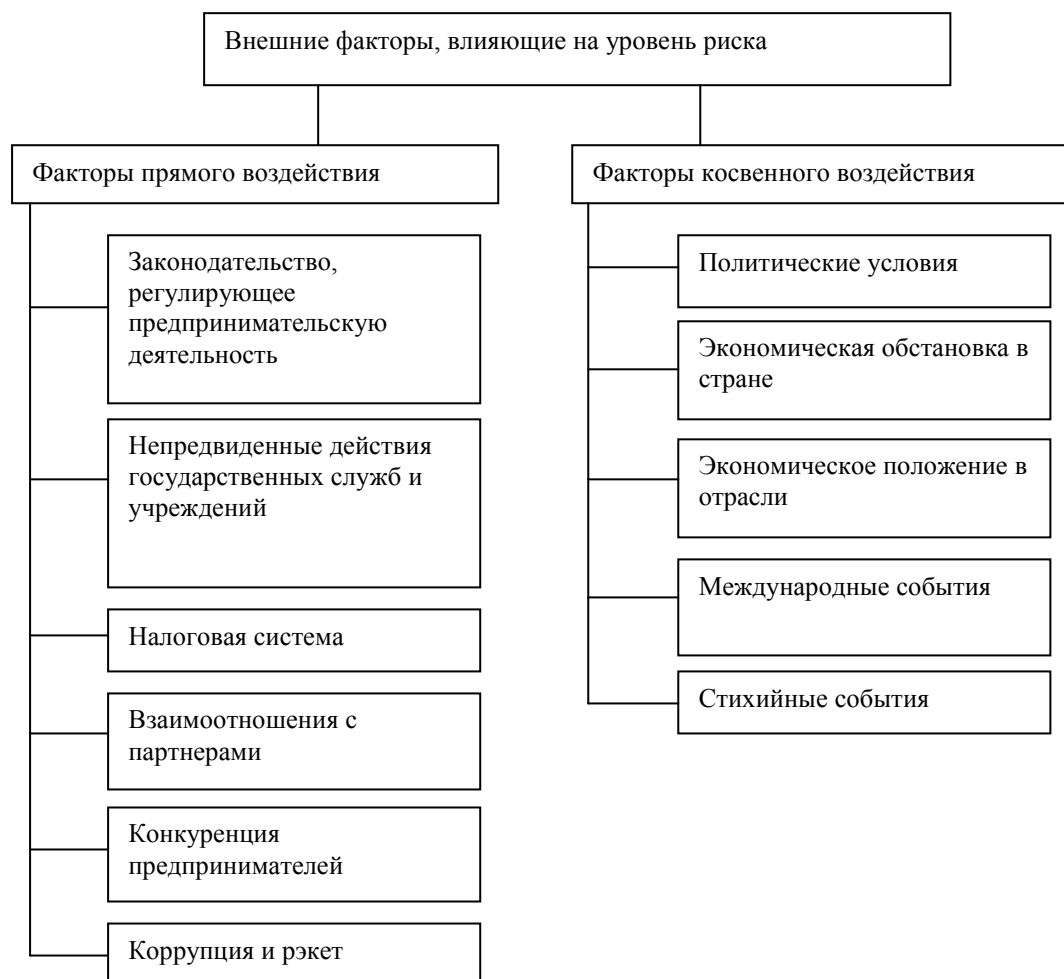 Внешние факторы, влияющие на уровень риска
Факторы прямого воздействия
Законодательство,
регулирующее
предпринимательскую
деятельность
Непредвиденные действия
государственных служб и
учреждений
Налоговая система
Взаимоотношения с
партнерами
Конкуренция
предпринимателей
Коррупция и рэкет
Факторы косвенного воздействия
Политические условия
Экономическая обстановка в
стране
Экономическое положение в
отрасли
Международные события
Стихийные события